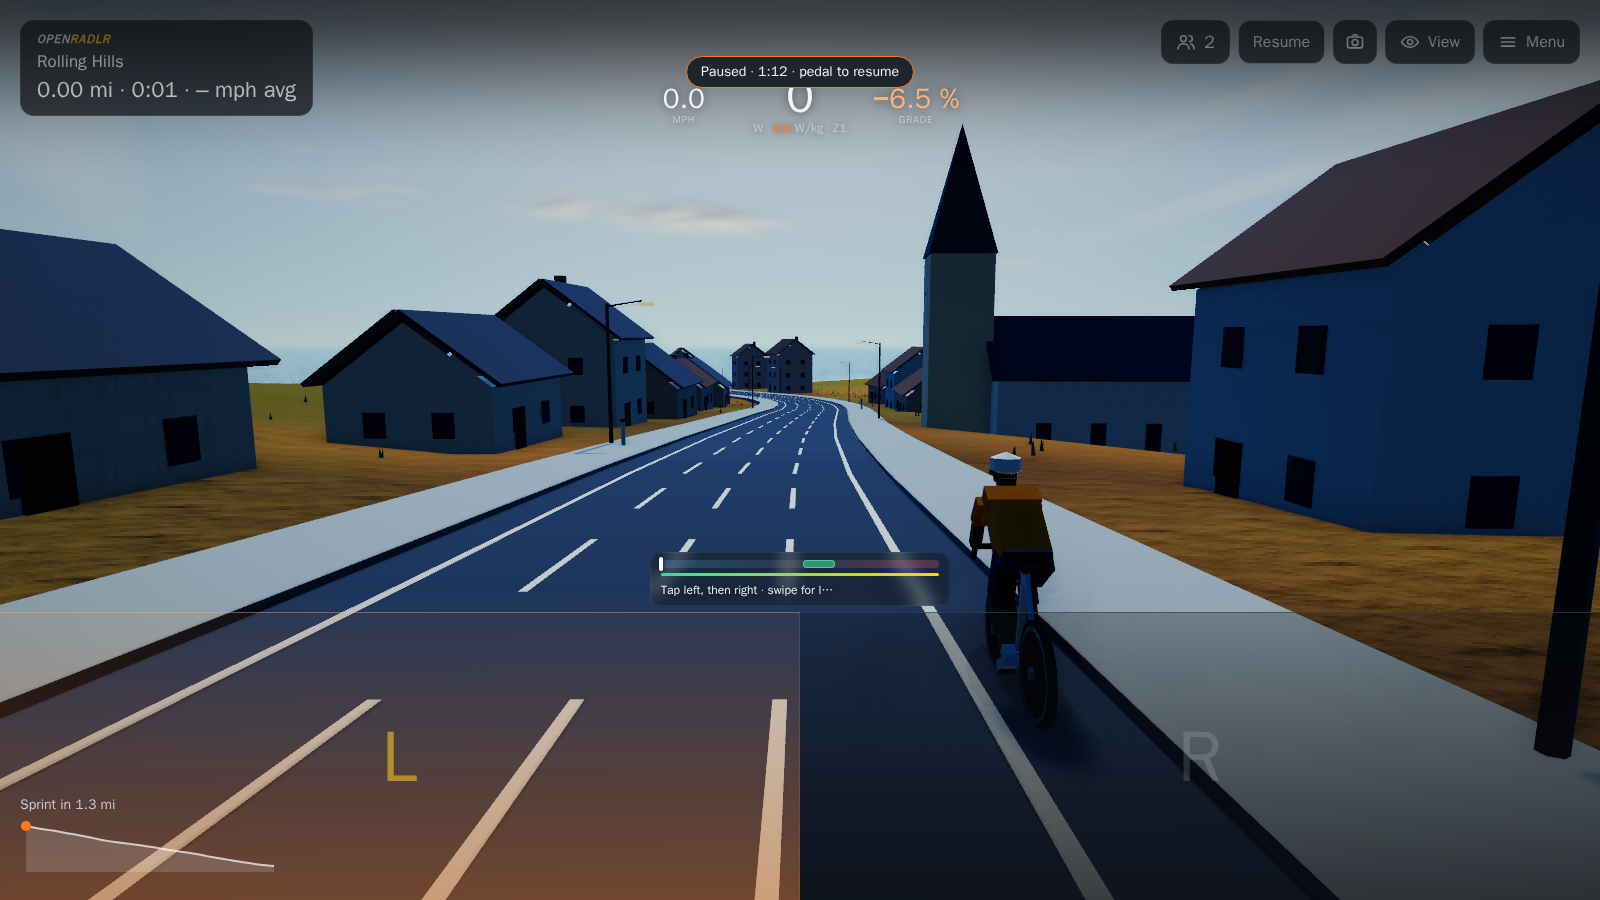 OPENRADLR
Rolling Hills
0.00 mi · 0:01 · – mph avg
2
Resume
View
Menu
Paused · 1:12 · pedal to resume
0.0
MPH
0
W · 0.0 W/kg · Z1
−6.5 %
GRADE
Tap left, then right · swipe for l···
L
R
Sprint in 1.3 mi